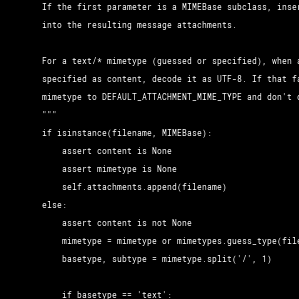 If the first parameter is a MIMEBase subclass, inser
into the resulting message attachments.
For a text/* mimetype (guessed or specified), when a
specified as content, decode it as UTF-8. If that fa
mimetype to DEFAULT_ATTACHMENT_MIME_TYPE and don't d
"""
if isinstance(filename, MIMEBase):
assert content is None
assert mimetype is None
self.attachments.append(filename)
else:
assert content is not None
mimetype = mimetype or mimetypes.guess_type(file
basetype, subtype = mimetype.split('/', 1)
if basetype == 'text':